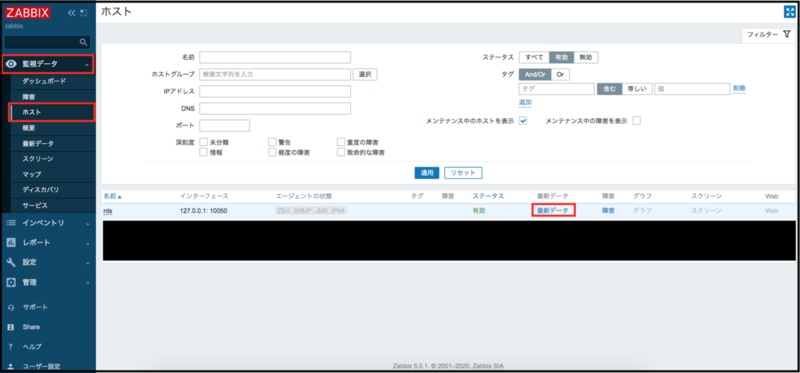 ZABBIX
zabbix
監視データ
ダッシュボード
障害
ホスト
概要
最新データ
スクリーン
マップ
ディスカバリ
サービス
インベントリ
レポート
設定
管理
サポート
Share
ヘルプ
ユーザー設定
ホスト
フィルター
名前
ホストグループ 検索文字列を入力 選択
IPアドレス
DNS
ポート
深刻度 未分類 警告 重度の障害
情報 軽度の障害 致命的な障害
ステータス すべて 有効 無効
タグ And/Or Or
タグ 含む 等しい 値 削除
追加
メンテナンス中のホストを表示 メンテナンス中の障害を表示
適用 リセット
名前▲ インターフェース エージェントの状態 タグ 障害 ステータス 最新データ 障害 グラフ スクリーン Web
rds 127.0.0.1: 10050 ZBX SNMP JMX IPMI 有効 最新データ 障害 グラフ スクリーン Web
Zabbix 5.0.1. © 2001–2020, Zabbix SIA